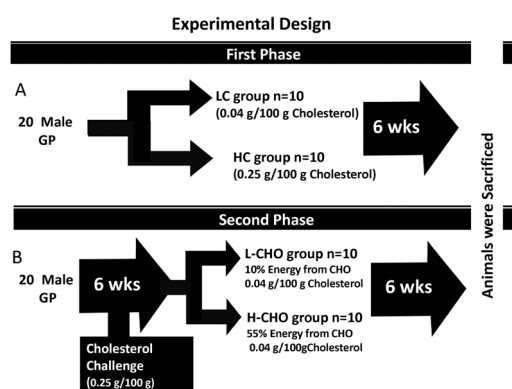 Experimental Design
First Phase
A
20 Male
GP
LC group n=10
(0.04 g/100 g Cholesterol)
HC group n=10
(0.25 g/100 g Cholesterol)
6 wks
Second Phase
B
20 Male
GP
6 wks
Cholesterol
Challenge
(0.25 g/100 g)
L-CHO group n=10
10% Energy from CHO
0.04 g/100 g Cholesterol
H-CHO group n=10
55% Energy from CHO
0.04 g/100gCholesterol
6 wks
Animals were Sacrificed